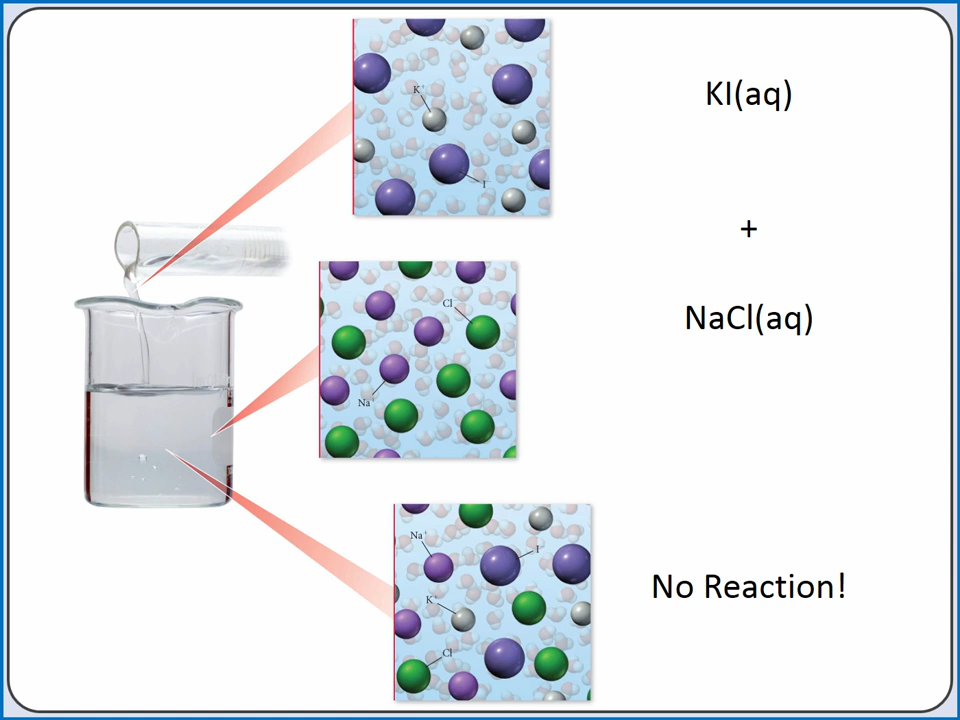 K+
I
KI(aq)
+
Cl
Na+
NaCl(aq)
Na+
I-
K+
Cl
No Reaction!